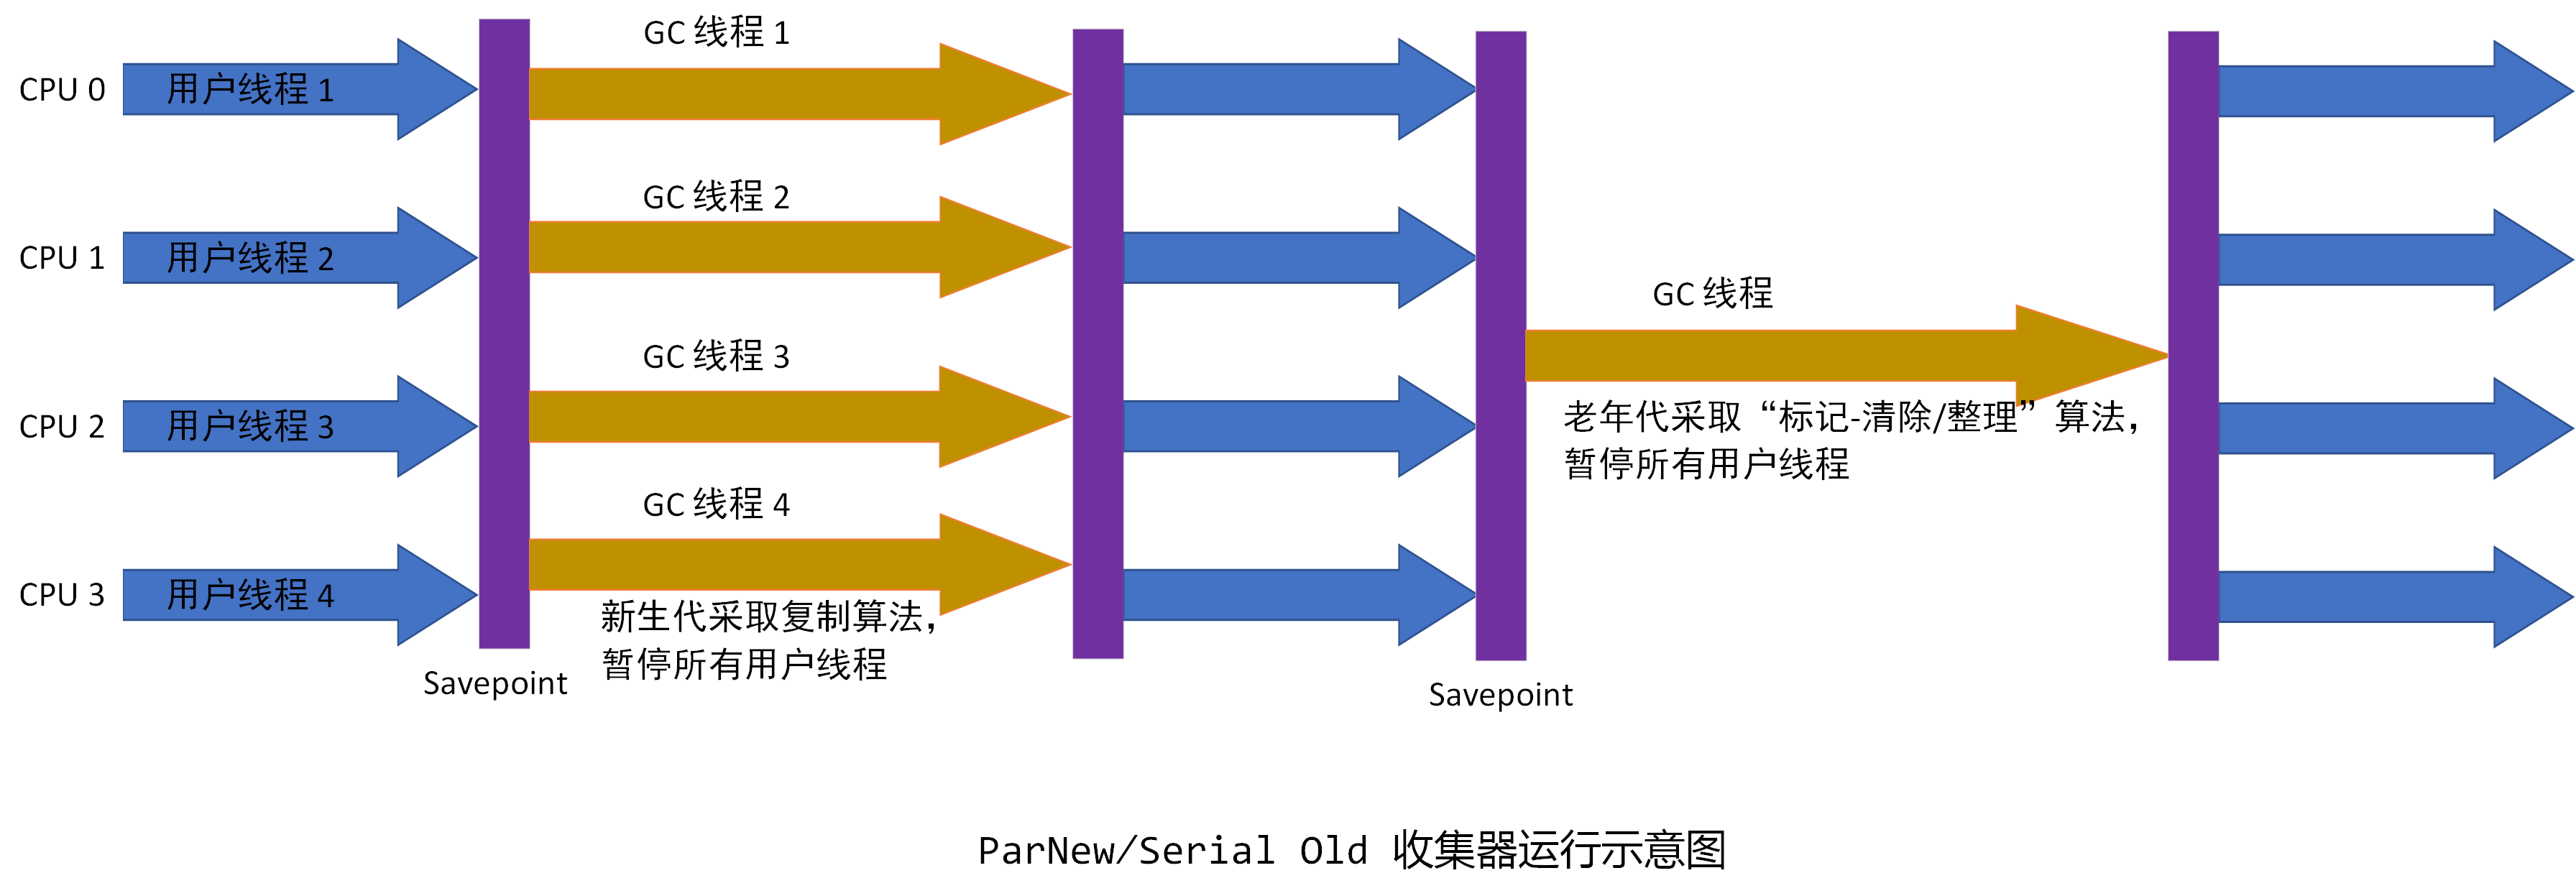 GC 线程 1
CPU 0
用户线程 1
GC 线程 2
CPU 1
用户线程 2
GC 线程
GC 线程 3
CPU 2
用户线程 3
老年代采取“标记-清除/整理”算法，
暂停所有用户线程
GC 线程 4
CPU 3
用户线程 4
新生代采取复制算法，
暂停所有用户线程
Savepoint
Savepoint
ParNew/Serial Old 收集器运行示意图